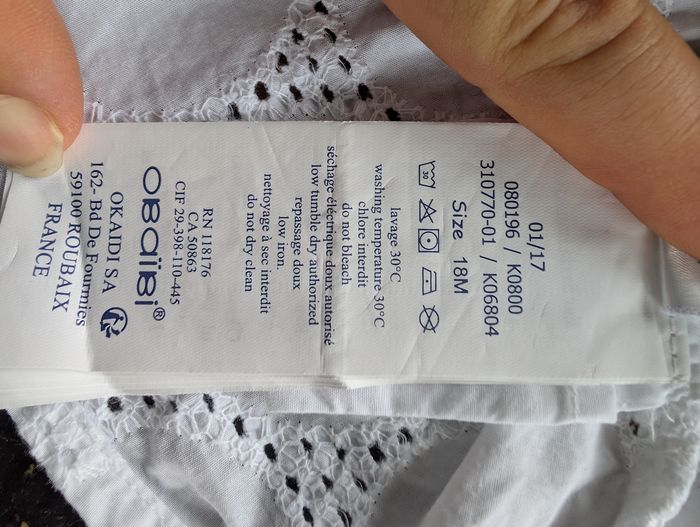 01/17
080196 / K0800
310770-01 / K06804
Size 18M
30
lavage 30°C
washing temperature 30°C
chlore interdit
do not bleach
séchage électrique doux autorisé
low tumble dry authorized
repassage doux
low iron.
nettoyage à sec interdit
do not dry clean
RN 118176
CA 50863
CIF 29-398-110-445
OBAÏBI®
OKAIDI SA
162- Bd De Fourmies
59100 ROUBAIX
FRANCE